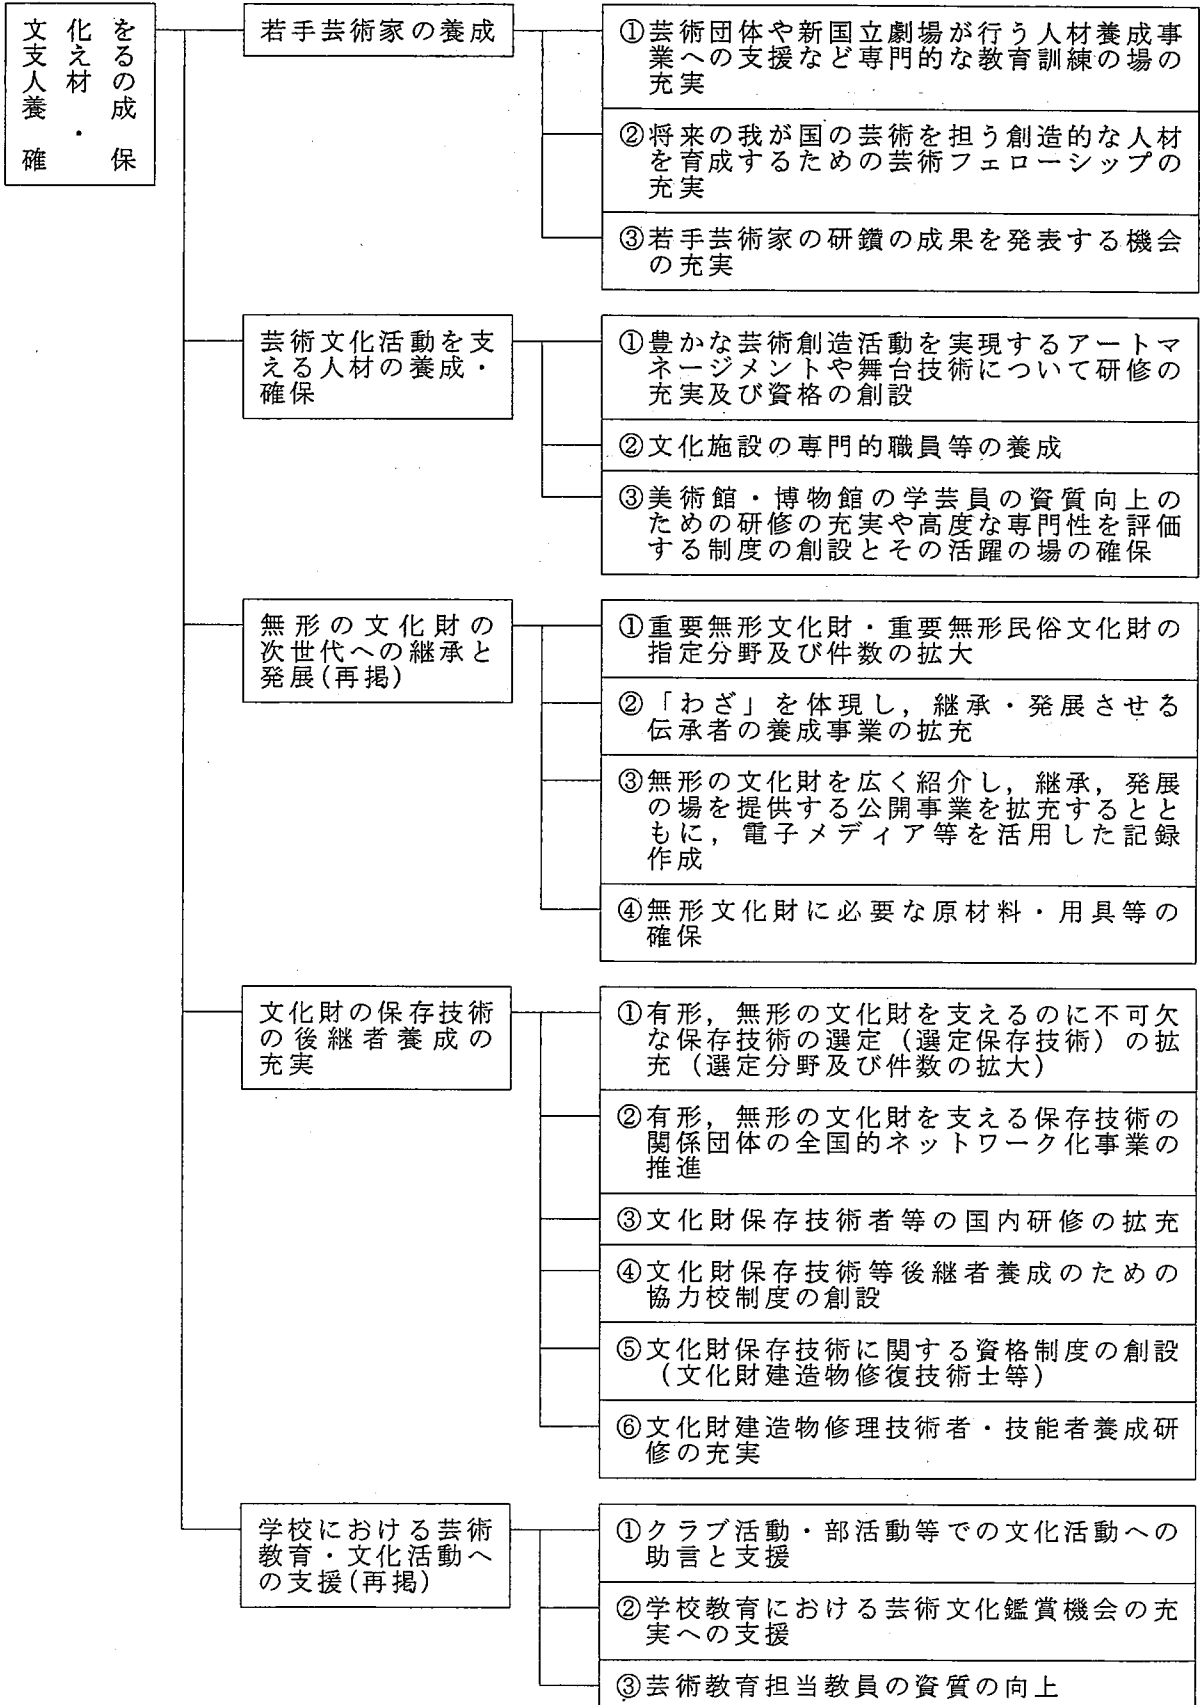 文化を
支える
人材の
養・成
確保
若手芸術家の養成
①芸術団体や新国立劇場が行う人材養成事
業への支援など専門的な教育訓練の場の
充実
②将来の我が国の芸術を担う創造的な人材
を育成するための芸術フェローシップの
充実
③若手芸術家の研鑽の成果を発表する機会
の充実
芸術文化活動を支
える人材の養成・
確保
①豊かな芸術創造活動を実現するアートマ
ネージメントや舞台技術について研修の
充実及び資格の創設
②文化施設の専門的職員等の養成
③美術館・博物館の学芸員の資質向上の
ための研修の充実や高度な専門性を評価
する制度の創設とその活躍の場の確保
無形の文化財の
次世代への継承と
発展(再掲)
①重要無形文化財・重要無形民俗文化財の
指定分野及び件数の拡大
②「わざ」を体現し，継承・発展させる
伝承者の養成事業の拡充
③無形の文化財を広く紹介し，継承，発展
の場を提供する公開事業を拡充するとと
もに，電子メディア等を活用した記録
作成
④無形文化財に必要な原材料・用具等の
確保
文化財の保存技術
の後継者養成の
充実
①有形，無形の文化財を支えるのに不可欠
な保存技術の選定（選定保存技術）の拡
充（選定分野及び件数の拡大）
②有形，無形の文化財を支える保存技術の
関係団体の全国的ネットワーク化事業の
推進
③文化財保存技術者等の国内研修の拡充
④文化財保存技術等後継者養成のための
協力校制度の創設
⑤文化財保存技術に関する資格制度の創設
（文化財建造物修復技術士等）
⑥文化財建造物修理技術者・技能者養成研
修の充実
学校における芸術
教育・文化活動へ
の支援(再掲)
①クラブ活動・部活動等での文化活動への
助言と支援
②学校教育における芸術文化鑑賞機会の充
実への支援
③芸術教育担当教員の資質の向上